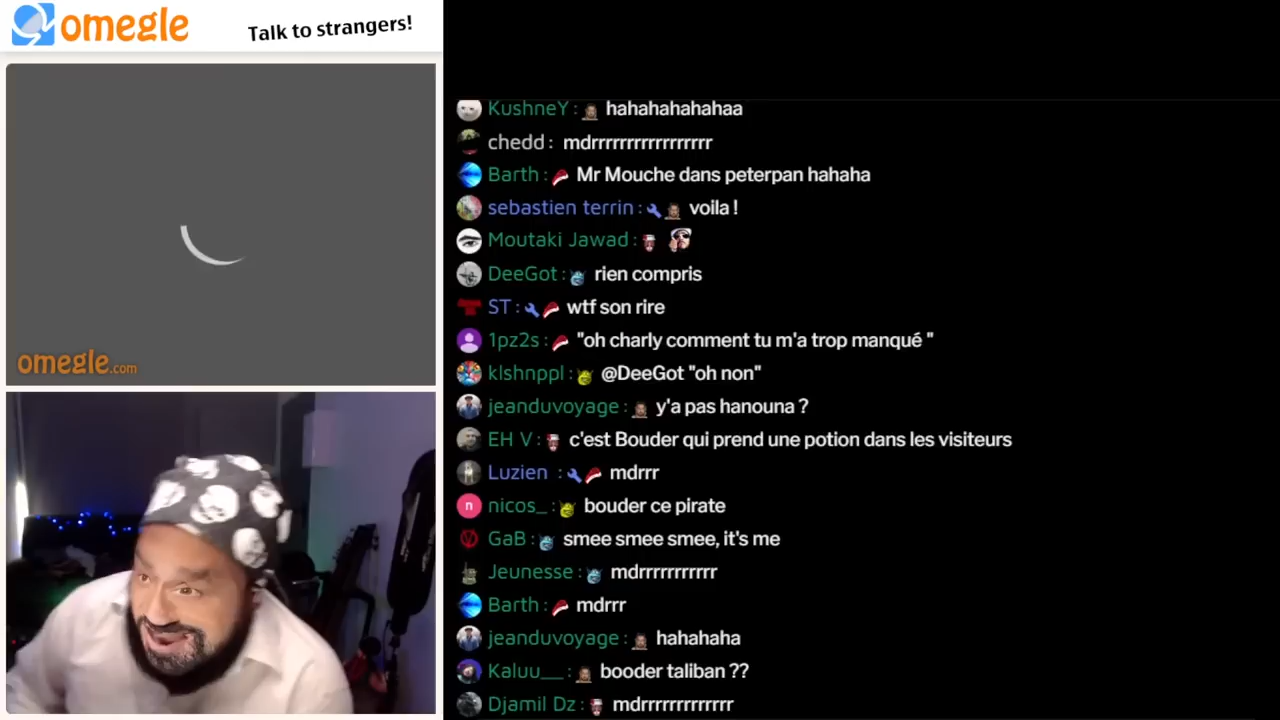 omegle
Talk to strangers!
omegle.com
KushneY : hahahahahahaa
chedd : mdrrrrrrrrrrrrrrrrrr
Barth : Mr Mouche dans peterpan hahaha
sebastien terrin : voila !
Moutaki Jawad :
DeeGot : rien compris
ST : wtf son rire
1pz2s : "oh charly comment tu m'a trop manqué "
klshnppl : @DeeGot "oh non"
jeanduvoyage : y'a pas hanouna ?
EH V : c'est Bouder qui prend une potion dans les visiteurs
Luzien : mdrrr
n nicos_ : bouder ce pirate
GaB : smee smee smee, it's me
Jeunesse : mdrrrrrrrrrrr
Barth : mdrrr
jeanduvoyage : hahahaha
Kaluu__ : booder taliban ??
Djamil Dz : mdrrrrrrrrrrrrr